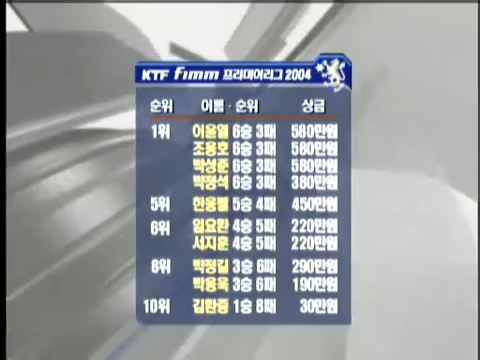 KTF fimm 프리미어리그 2004
순위 이름 · 순위 상금
1위 이윤열 6승 3패 580만원
조용호 6승 3패 580만원
박성준 6승 3패 580만원
박정석 6승 3패 380만원
5위 한웅렬 5승 4패 450만원
6위 임요환 4승 5패 220만원
서지훈 4승 5패 220만원
8위 박정길 3승 6패 290만원
박용욱 3승 6패 190만원
10위 김환중 1승 8패 30만원